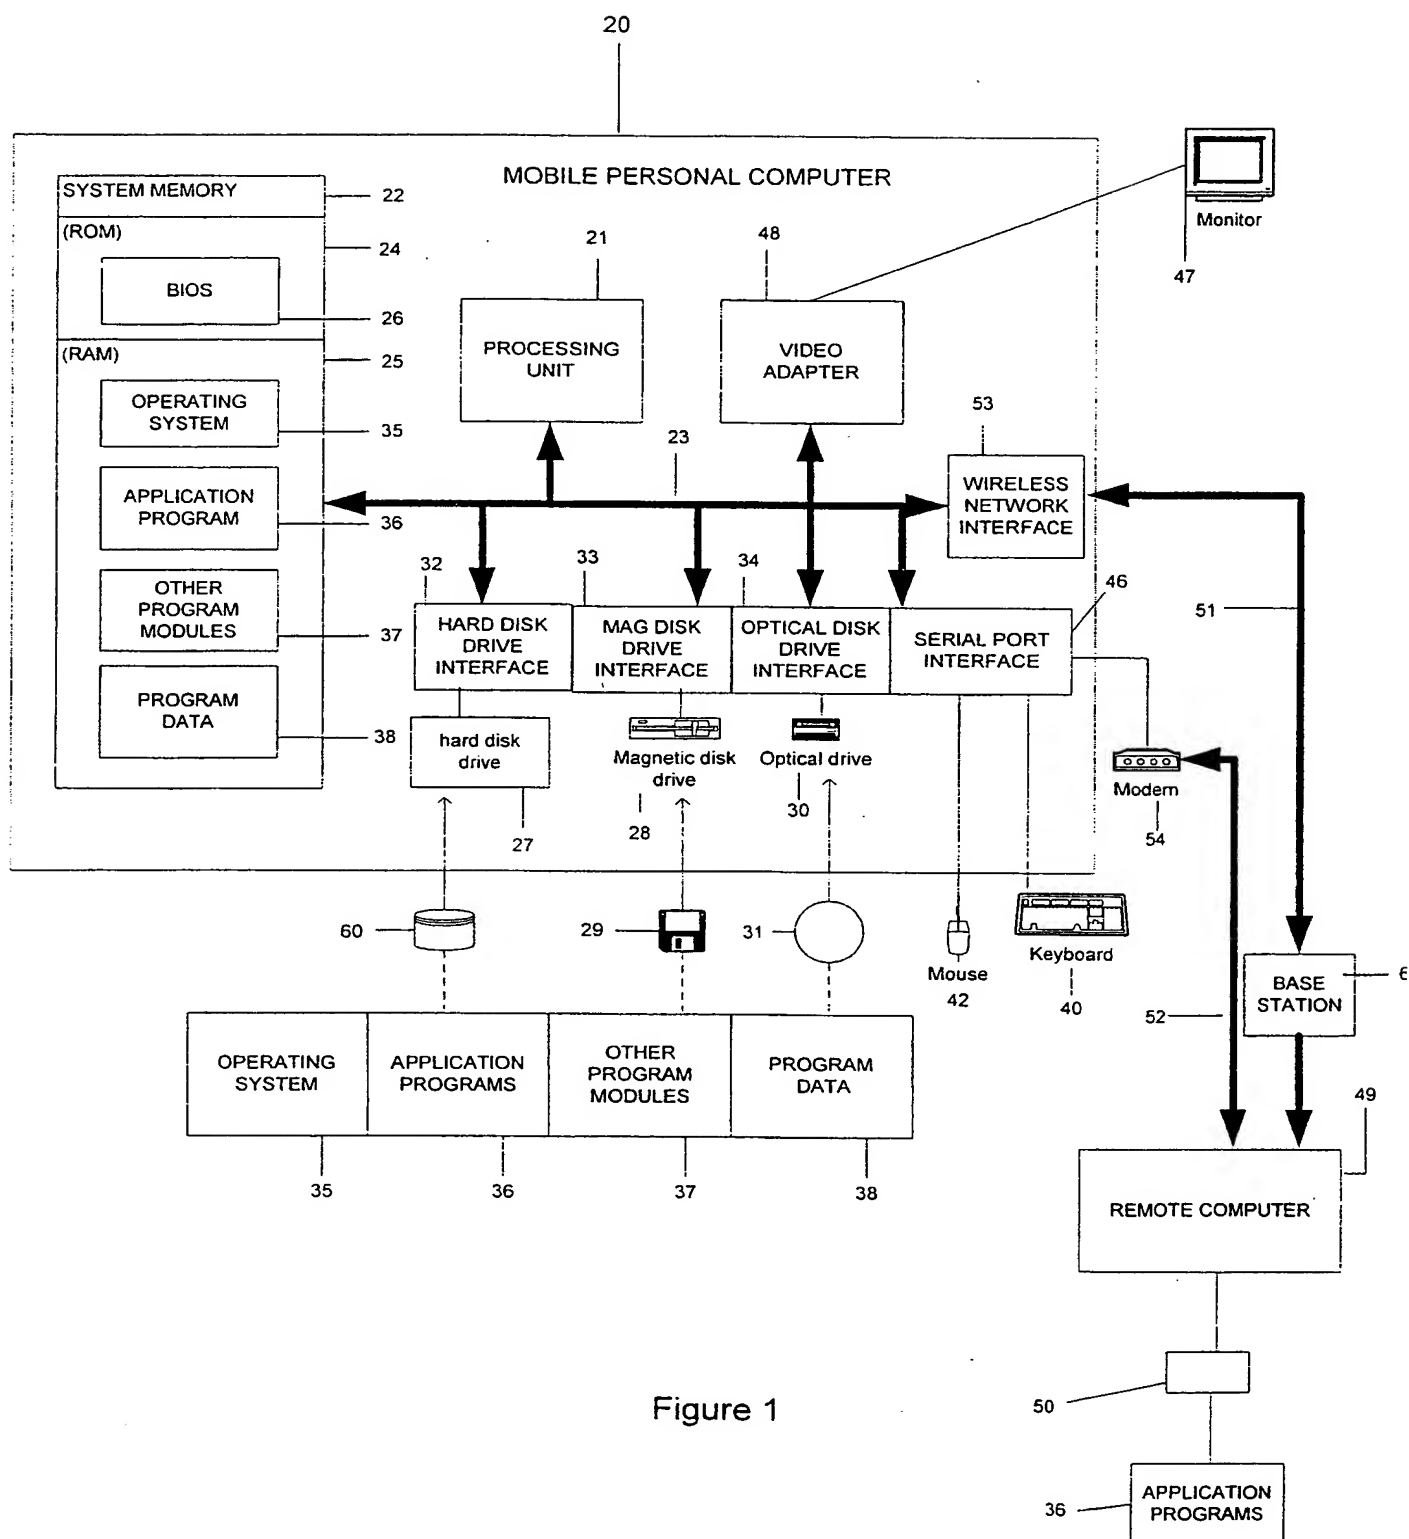 20
MOBILE PERSONAL COMPUTER
SYSTEM MEMORY
22
(ROM)
24
BIOS
26
(RAM)
25
OPERATING
SYSTEM
35
APPLICATION
PROGRAM
36
OTHER
PROGRAM
MODULES
37
PROGRAM
DATA
38
21
PROCESSING
UNIT
48
VIDEO
ADAPTER
Monitor
47
23
53
WIRELESS
NETWORK
INTERFACE
32
HARD DISK
DRIVE
INTERFACE
33
MAG DISK
DRIVE
INTERFACE
34
OPTICAL DISK
DRIVE
INTERFACE
46
SERIAL PORT
INTERFACE
51
hard disk
drive
27
Magnetic disk
drive
28
Optical drive
30
Modem
54
60
29
31
Mouse
42
Keyboard
40
BASE
STATION
52
OPERATING
SYSTEM
APPLICATION
PROGRAMS
OTHER
PROGRAM
MODULES
PROGRAM
DATA
35
36
37
38
49
REMOTE COMPUTER
50
36
APPLICATION
PROGRAMS
Figure 1